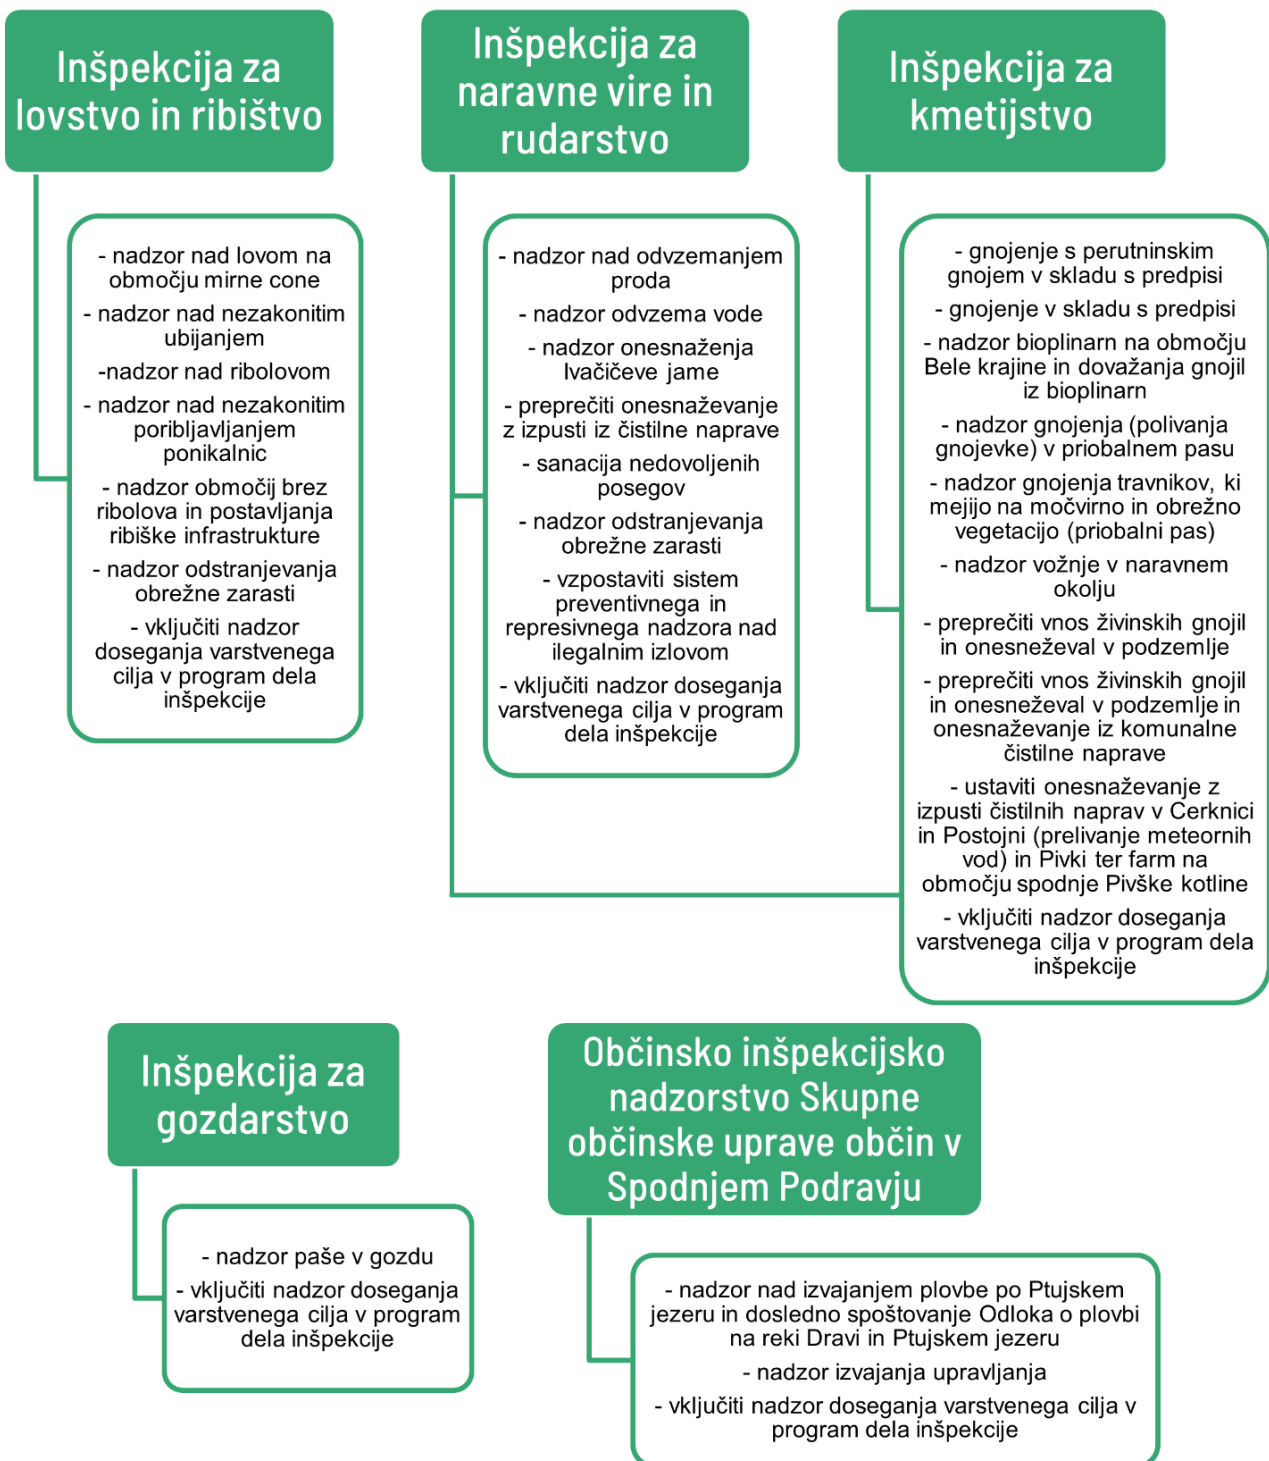 Inšpekcija za
lovstvo in ribištvo
- nadzor nad lovom na
območju mirne cone
- nadzor nad nezakonitim
ubijanjem
-nadzor nad ribolovom
- nadzor nad nezakonitim
poribljavljanjem
ponikalnic
- nadzor območij brez
ribolova in postavljanja
ribiške infrastrukture
- nadzor odstranjevanja
obrežne zarasti
- vključiti nadzor
doseganja varstvenega
cilja v program dela
inšpekcije
Inšpekcija za
naravne vire in
rudarstvo
- nadzor nad odvzemanjem
proda
- nadzor odvzema vode
- nadzor onesnaženja
Ivačičeve jame
- preprečiti onesnaževanje
z izpusti iz čistilne naprave
- sanacija nedovoljenih
posegov
- nadzor odstranjevanja
obrežne zarasti
- vzpostaviti sistem
preventivnega in
represivnega nadzora nad
ilegalnim izlovom
- vključiti nadzor doseganja
varstvenega cilja v program
dela inšpekcije
Inšpekcija za
kmetijstvo
- gnojenje s perutninskim
gnojem v skladu s predpisi
- gnojenje v skladu s predpisi
- nadzor bioplinarn na območju
Bele krajine in dovažanja gnojil
iz bioplinarn
- nadzor gnojenja (polivanja
gnojevke) v priobalnem pasu
- nadzor gnojenja travnikov, ki
mejijo na močvirno in obrežno
vegetacijo (priobalni pas)
- nadzor vožnje v naravnem
okolju
- preprečiti vnos živinskih gnojil
in onesneževal v podzemlje
- preprečiti vnos živinskih gnojil
in onesneževal v podzemlje in
onesnaževanje iz komunalne
čistilne naprave
- ustaviti onesnaževanje z
izpusti čistilnih naprav v Cerknici
in Postojni (prelivanje meteornih
vod) in Pivki ter farm na
območju spodnje Pivške kotline
- vključiti nadzor doseganja
varstvenega cilja v program dela
inšpekcije
Inšpekcija za
gozdarstvo
- nadzor paše v gozdu
- vključiti nadzor doseganja
varstvenega cilja v program
dela inšpekcije
Občinsko inšpekcijsko
nadzorstvo Skupne
občinske uprave občin v
Spodnjem Podravju
- nadzor nad izvajanjem plovbe po Ptujskem
jezeru in dosledno spoštovanje Odloka o plovbi
na reki Dravi in Ptujskem jezeru
- nadzor izvajanja upravljanja
- vključiti nadzor doseganja varstvenega cilja v
program dela inšpekcije